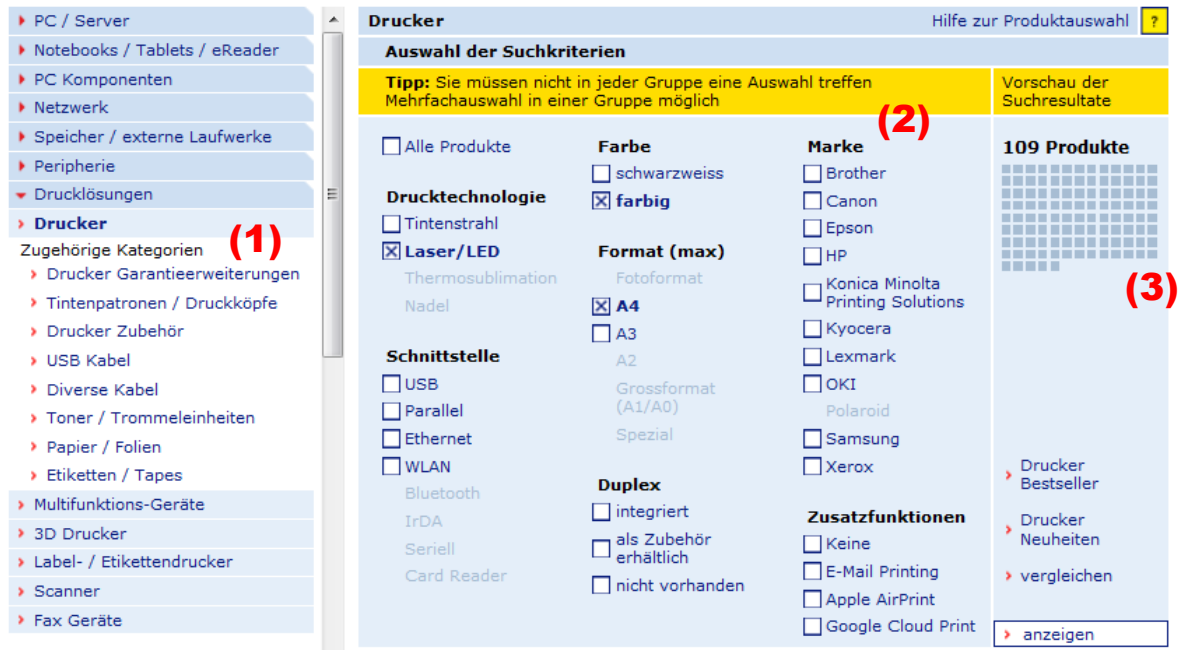 PC / Server
Notebooks / Tablets / eReader
PC Komponenten
Netzwerk
Speicher / externe Laufwerke
Peripherie
Drucklösungen
Drucker
(1)
Zugehörige Kategorien
Drucker Garantieerweiterungen
Tintenpatronen / Druckköpfe
Drucker Zubehör
USB Kabel
Diverse Kabel
Toner / Trommeleinheiten
Papier / Folien
Etiketten / Tapes
Multifunktions-Geräte
3D Drucker
Label- / Etikettendrucker
Scanner
Fax Geräte
Drucker
Hilfe zur Produktauswahl ?
Auswahl der Suchkriterien
Tipp: Sie müssen nicht in jeder Gruppe eine Auswahl treffen
Mehrfachauswahl in einer Gruppe möglich
(2)
Alle Produkte
Drucktechnologie
Tintenstrahl
Laser/LED
Thermosublimation
Nadel
Schnittstelle
USB
Parallel
Ethernet
WLAN
Bluetooth
IrDA
Seriell
Card Reader
Farbe
schwarzweiss
farbig
Format (max)
Fotoformat
A4
A3
A2
Grossformat
(A1/A0)
Spezial
Duplex
integriert
als Zubehör
erhältlich
nicht vorhanden
Marke
Brother
Canon
Epson
HP
Konica Minolta
Printing Solutions
Kyocera
Lexmark
OKI
Polaroid
Samsung
Xerox
Zusatzfunktionen
Keine
E-Mail Printing
Apple AirPrint
Google Cloud Print
Vorschau der
Suchresultate
109 Produkte
(3)
Drucker
Bestseller
Drucker
Neuheiten
vergleichen
anzeigen